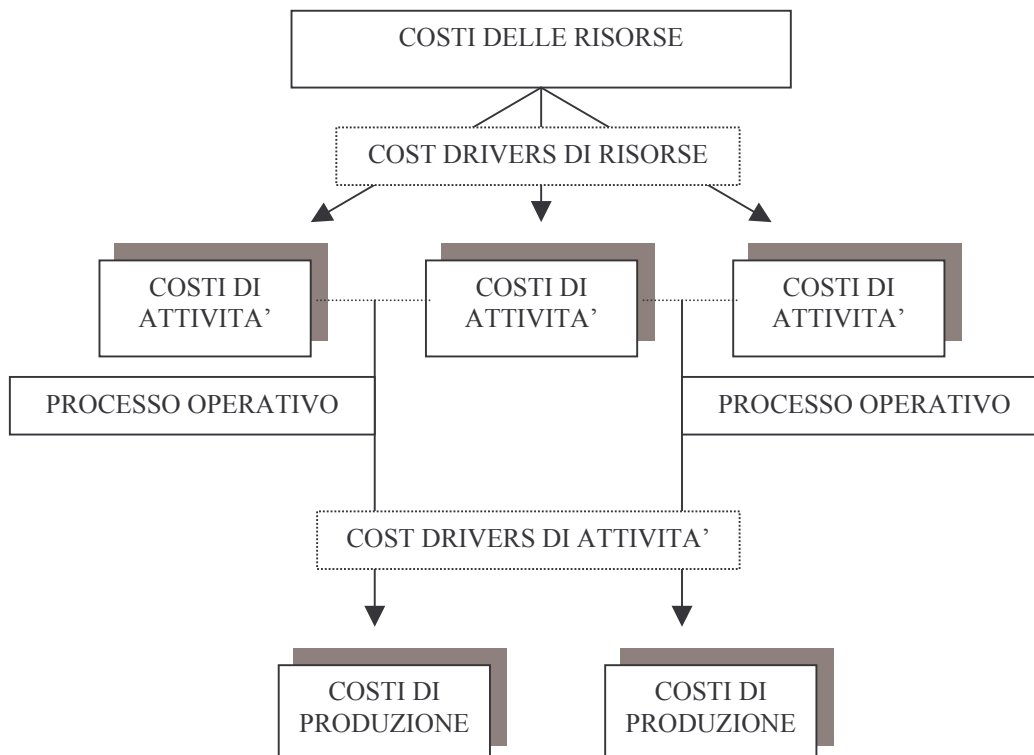 COSTI DELLE RISORSE
COST DRIVERS DI RISORSE
COSTI DI
ATTIVITA’
COSTI DI
ATTIVITA’
COSTI DI
ATTIVITA’
PROCESSO OPERATIVO
PROCESSO OPERATIVO
COST DRIVERS DI ATTIVITA’
COSTI DI
PRODUZIONE
COSTI DI
PRODUZIONE